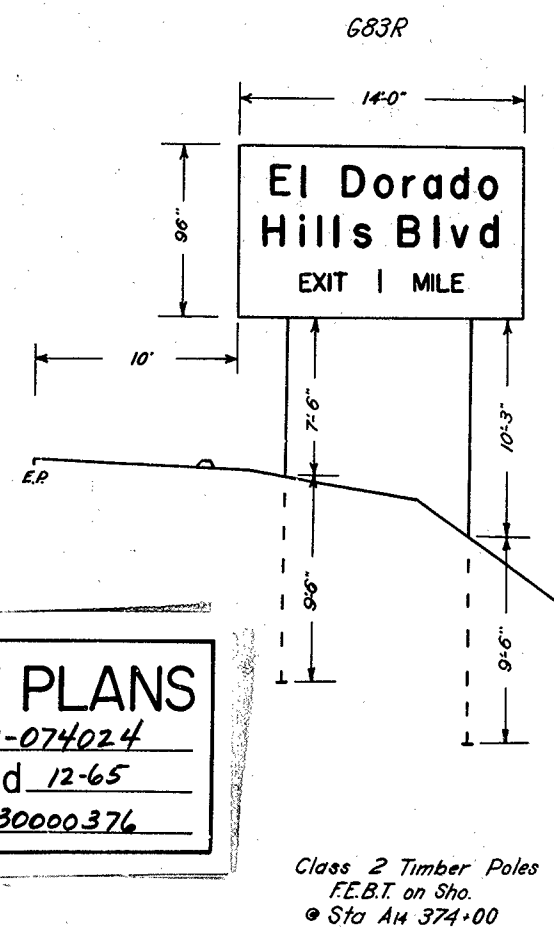 G83R
14'-0"
96"
El Dorado
Hills Blvd
EXIT 1 MILE
10'
7'-6"
10'-3"
E.P.
9'-6"
9'-6"
PLANS
-074024
d 12-65
30000376
Class 2 Timber Poles
F.E.B.T. on Sho.
@ Sta A14 374+00